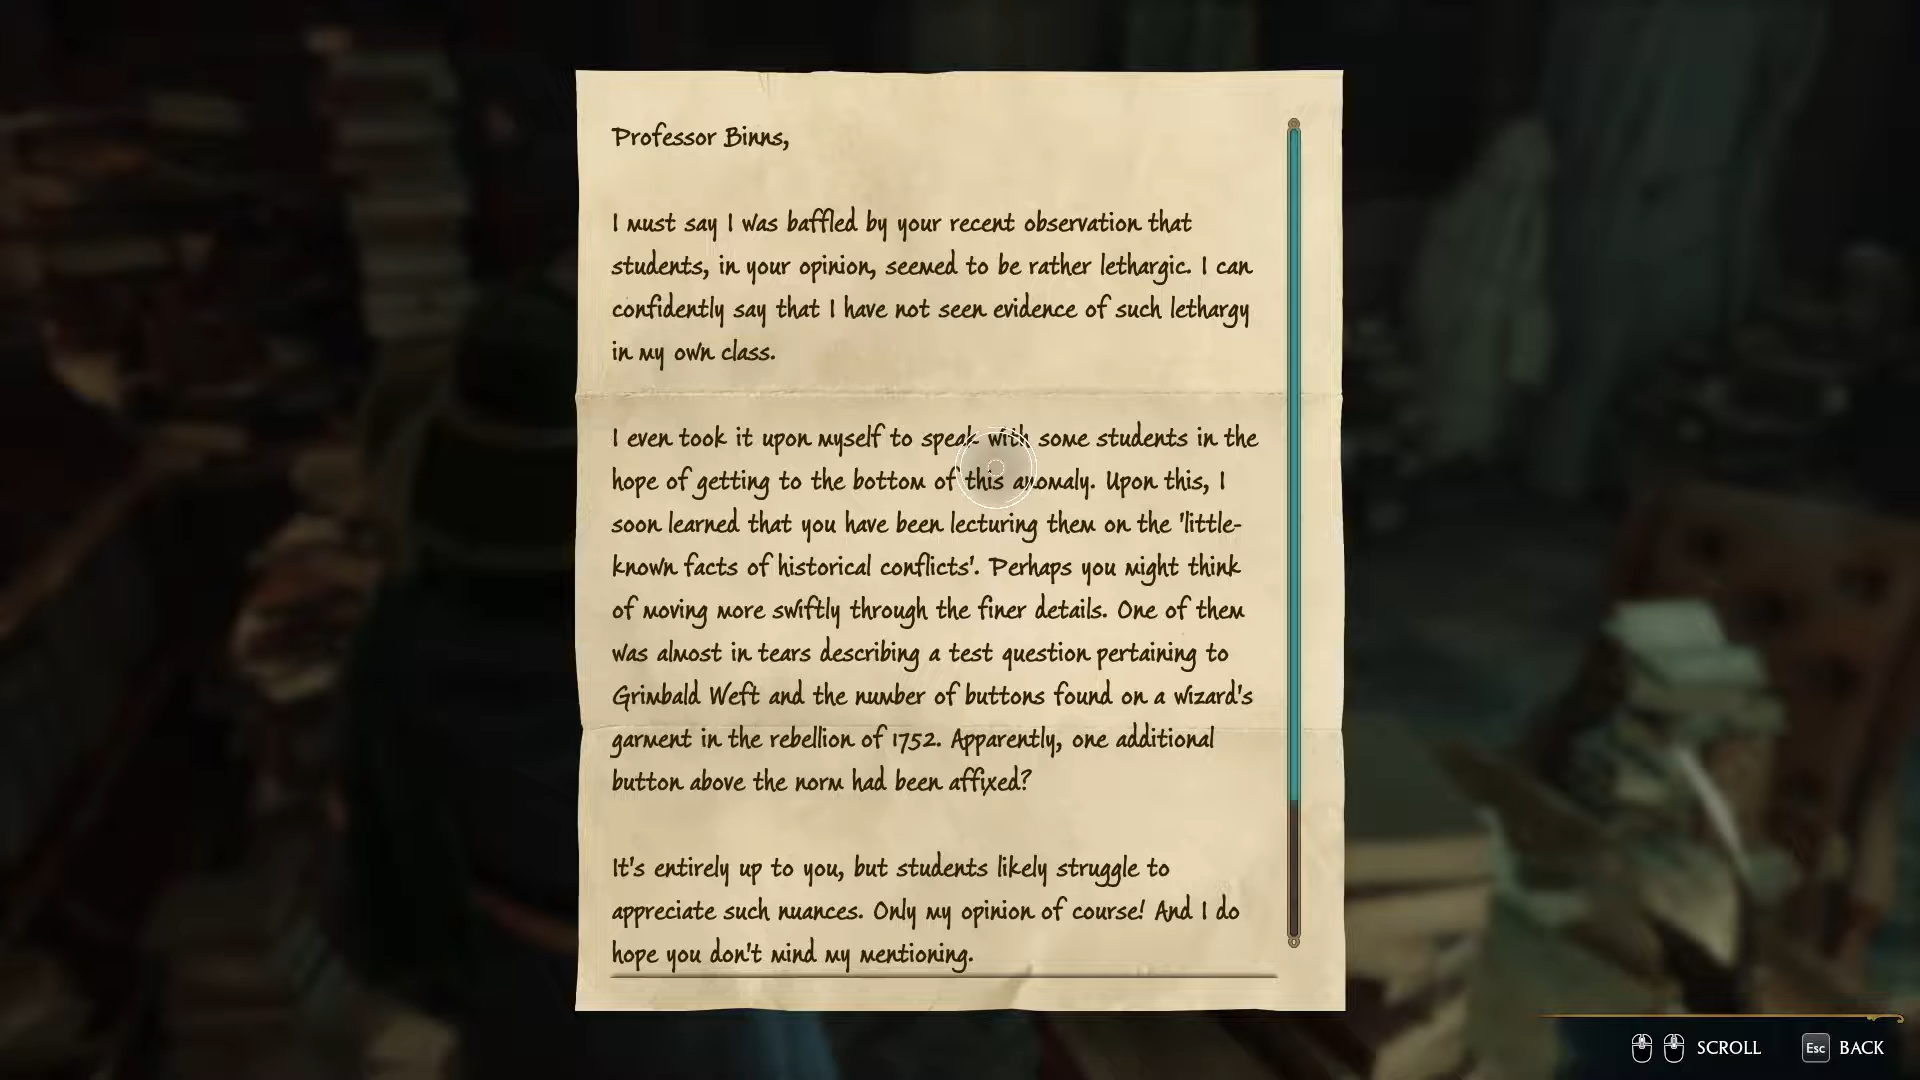 Professor Binns,
I must say I was baffled by your recent observation that
students, in your opinion, seemed to be rather lethargic. I can
confidently say that I have not seen evidence of such lethargy
in my own class.
I even took it upon myself to speak with some students in the
hope of getting to the bottom of this anomaly. Upon this, I
soon learned that you have been lecturing them on the 'little-
known facts of historical conflicts'. Perhaps you might think
of moving more swiftly through the finer details. One of them
was almost in tears describing a test question pertaining to
Grimbald Weft and the number of buttons found on a wizard's
garment in the rebellion of 1752. Apparently, one additional
button above the norm had been affixed?
It's entirely up to you, but students likely struggle to
appreciate such nuances. Only my opinion of course! And I do
hope you don't mind my mentioning.
SCROLL
Esc BACK